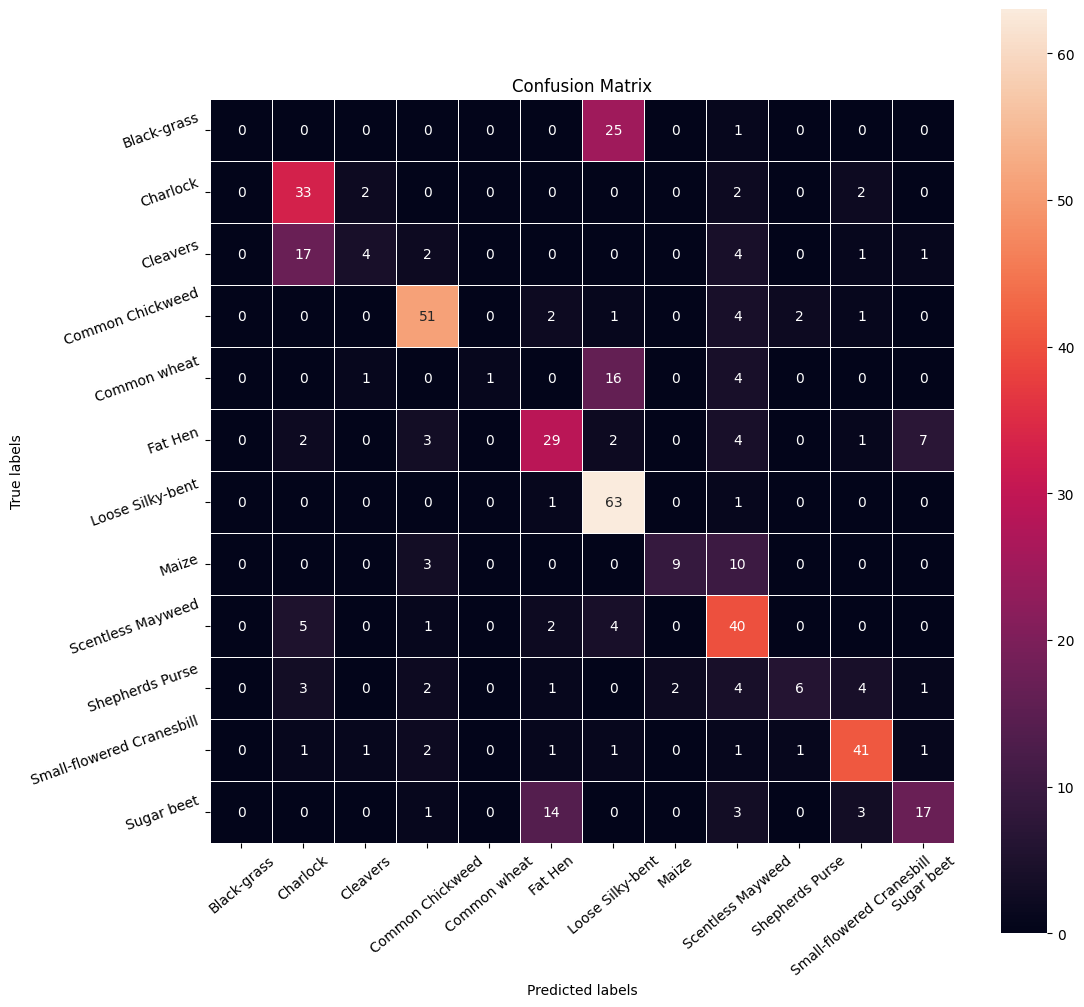 Confusion Matrix
Black-grass 0 0 0 0 0 0 25 0 1 0 0 0
Charlock 0 33 2 0 0 0 0 0 2 0 2 0
Cleavers 0 17 4 2 0 0 0 0 4 0 1 1
Common Chickweed 0 0 0 51 0 2 1 0 4 2 1 0
Common wheat 0 0 1 0 1 0 16 0 4 0 0 0
Fat Hen 0 2 0 3 0 29 2 0 4 0 1 7
Loose Silky-bent 0 0 0 0 0 1 63 0 1 0 0 0
Maize 0 0 0 3 0 0 0 9 10 0 0 0
Scentless Mayweed 0 5 0 1 0 2 4 0 40 0 0 0
Shepherds Purse 0 3 0 2 0 1 0 2 4 6 4 1
Small-flowered Cranesbill 0 1 1 2 0 1 1 0 1 1 41 1
Sugar beet 0 0 0 1 0 14 0 0 3 0 3 17
True labels
Black-grass
Charlock
Cleavers
Common Chickweed
Common wheat
Fat Hen
Loose Silky-bent
Maize
Scentless Mayweed
Shepherds Purse
Small-flowered Cranesbill
Sugar beet
Predicted labels
60
50
40
30
20
10
0